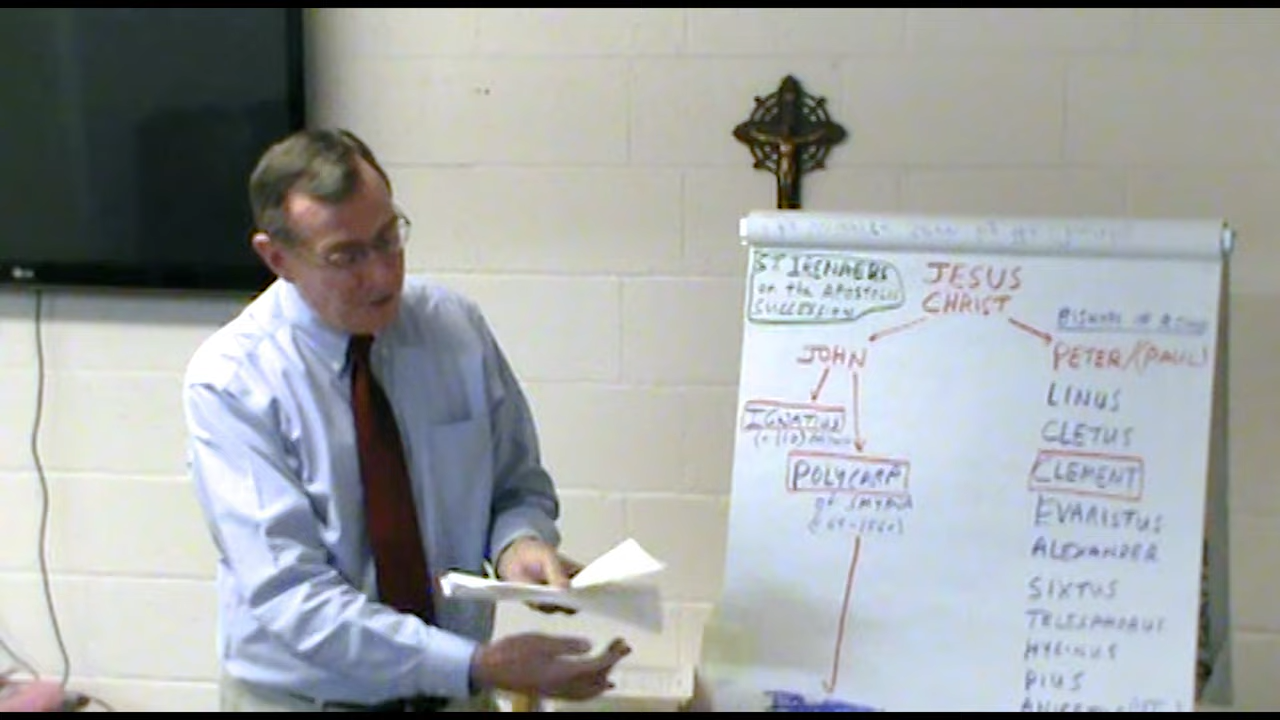 ST IRENAEUS
on the APOSTOLIC
SUCCESSION
JESUS
CHRIST
BISHOPS OF ROME
JOHN
PETER/(PAUL)
IGNATIUS
LINUS
CLETUS
POLYCARP
of SMYRNA
CLEMENT
EVARISTUS
ALEXANDER
SIXTUS
TELESPHORUS
HYGINUS
PIUS